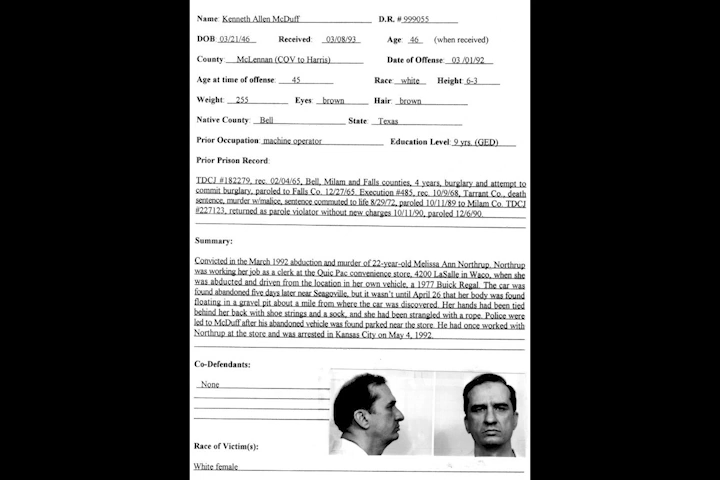 Name: Kenneth Allen McDuff D.R. # 999055
DOB 03/21/46 Received: 03/08/93 Age: 46 (when received)
County: McLennan (COV to Harris) Date of Offense: 03 /01/92
Age at time of offense: 45 Race: white Height: 6-3
Weight: 255 Eyes: brown Hair: brown
Native County: Bell State: Texas
Prior Occupation: machine operator Education Level: 9 yrs. (GED)
Prior Prison Record:
TDCJ #182279, rec. 02/04/65, Bell, Milam and Falls counties, 4 years, burglary and attempt to
commit burglary, paroled to Falls Co. 12/27/65. Execution #485, rec. 10/9/68, Tarrant Co., death
sentence, murder w/malice, sentence commuted to life 8/29/72, paroled 10/11/89 to Milam Co. TDCJ
#227123, returned as parole violator without new charges 10/11/90, paroled 12/6/90.
Summary:
Convicted in the March 1992 abduction and murder of 22-year-old Melissa Ann Northrup. Northrup
was working her job as a clerk at the Quic Pac convenience store, 4200 LaSalle in Waco, when she
was abducted and driven from the location in her own vehicle, a 1977 Buick Regal. The car was
found abandoned five days later near Seagoville, but it wasn't until April 26 that her body was found
floating in a gravel pit about a mile from where the car was discovered. Her hands had been tied
behind her back with shoe strings and a sock, and she had been strangled with a rope. Police were
led to McDuff after his abandoned vehicle was found parked near the store. He had once worked with
Northrup at the store and was arrested in Kansas City on May 4, 1992.
Co-Defendants:
None
Race of Victim(s):
White female